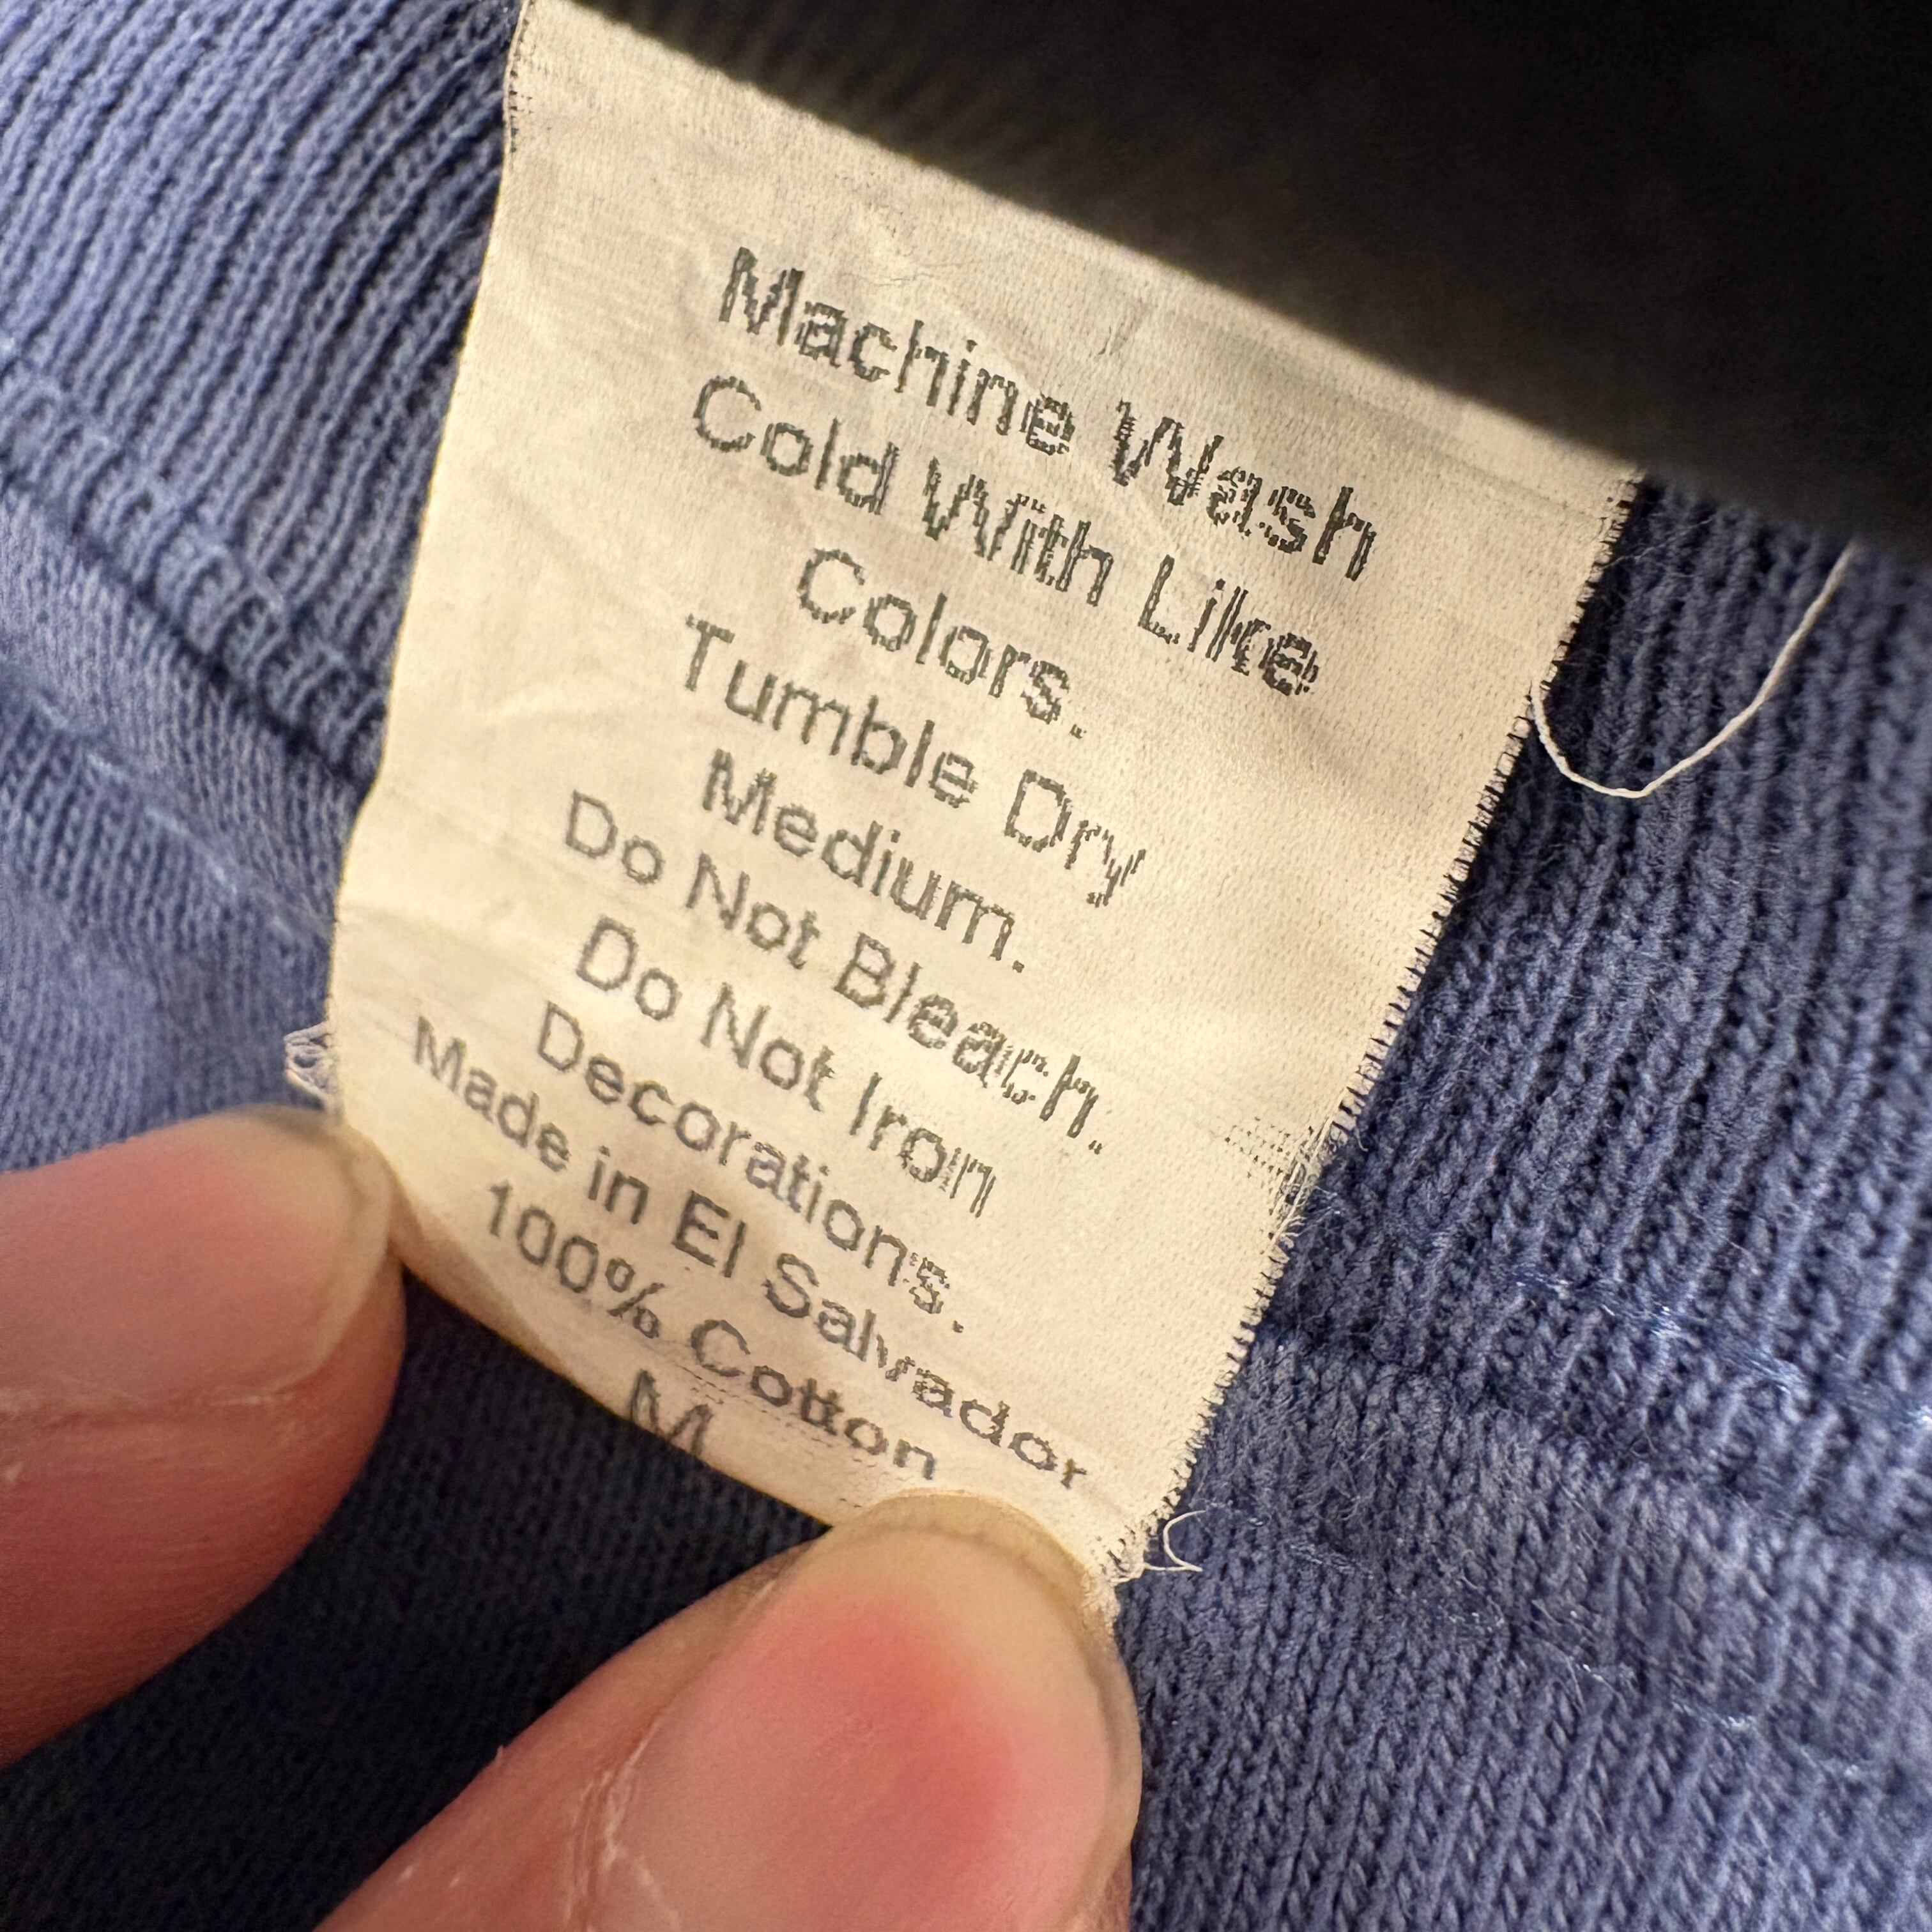 Machine Wash
Cold With Like
Colors.
Tumble Dry
Medium.
Do Not Bleach.
Do Not Iron
Decorations.
Made in El Salvador
100% Cotton
M